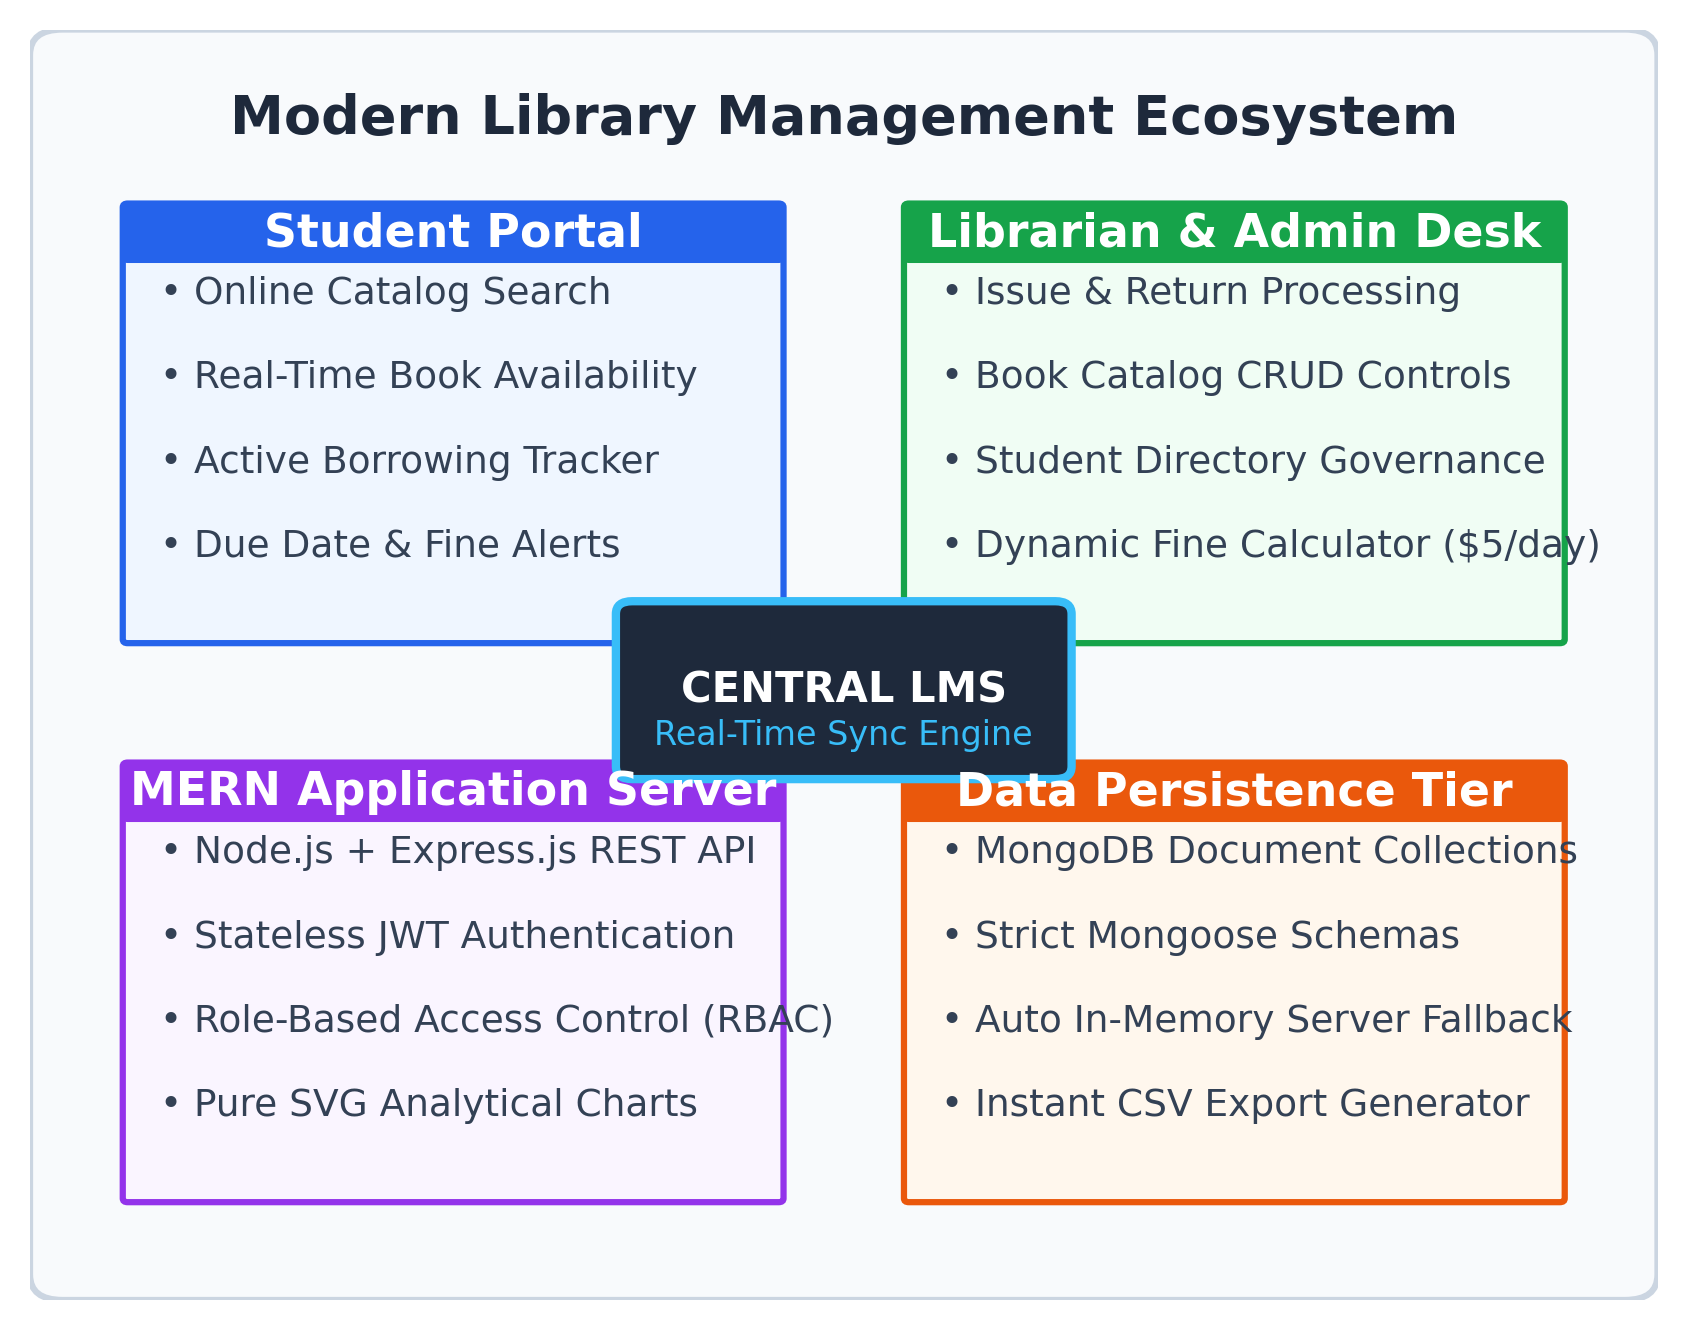 Modern Library Management Ecosystem
Student Portal
• Online Catalog Search
• Real-Time Book Availability
• Active Borrowing Tracker
• Due Date & Fine Alerts
Librarian & Admin Desk
• Issue & Return Processing
• Book Catalog CRUD Controls
• Student Directory Governance
• Dynamic Fine Calculator ($5/day)
CENTRAL LMS
Real-Time Sync Engine
MERN Application Server
• Node.js + Express.js REST API
• Stateless JWT Authentication
• Role-Based Access Control (RBAC)
• Pure SVG Analytical Charts
Data Persistence Tier
• MongoDB Document Collections
• Strict Mongoose Schemas
• Auto In-Memory Server Fallback
• Instant CSV Export Generator